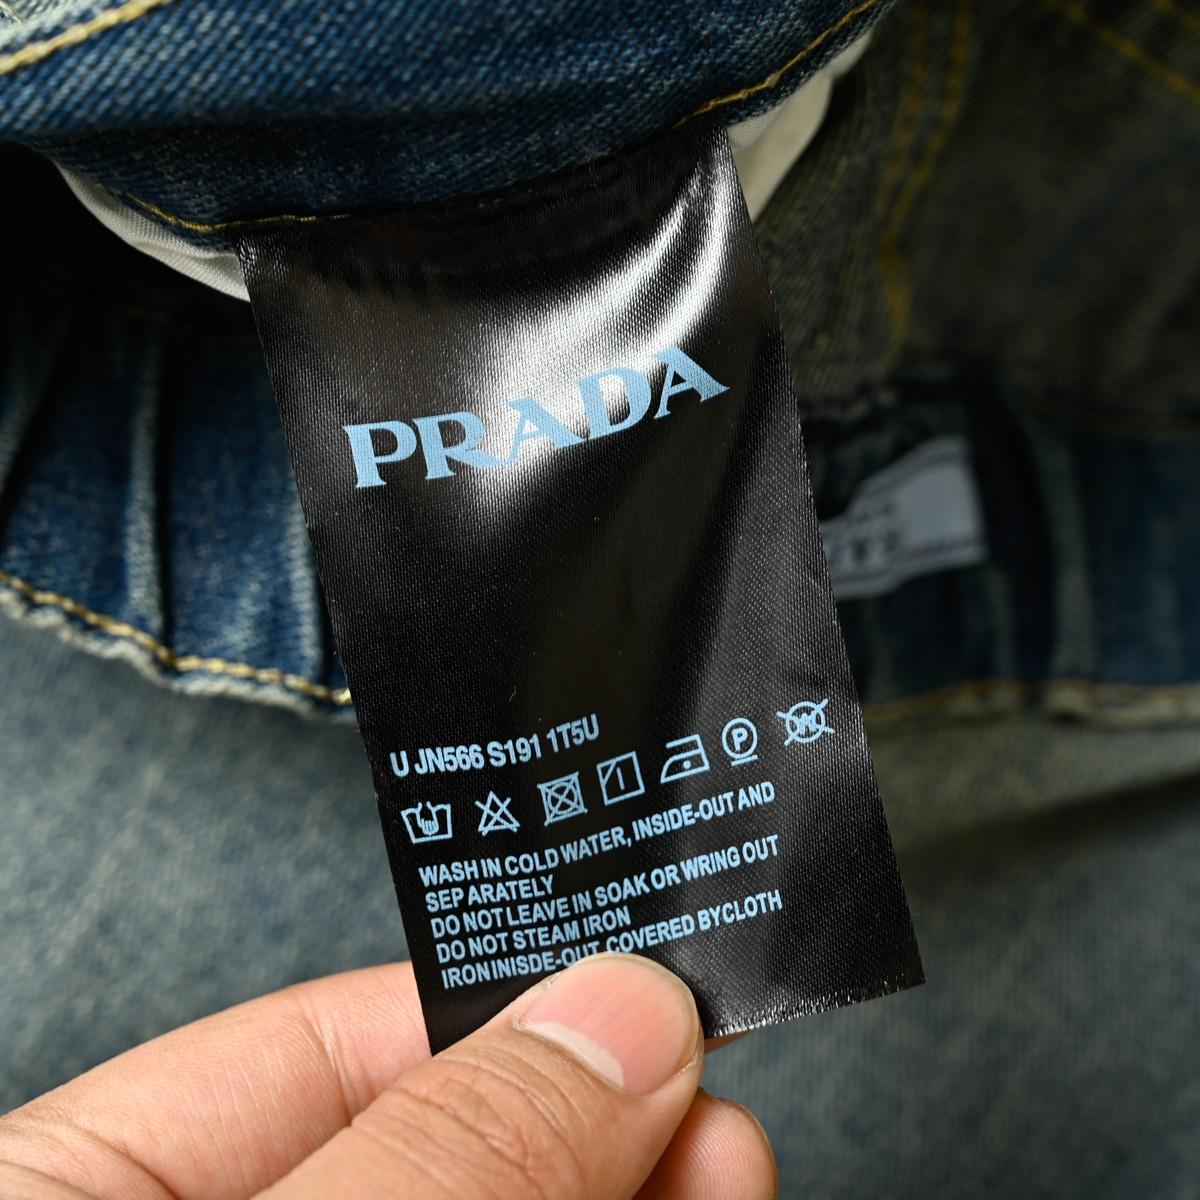 PRADA
U JN566 S191 1T5U
P
W
WASH IN COLD WATER, INSIDE-OUT AND
SEP ARATELY
DO NOT LEAVE IN SOAK OR WRING OUT
DO NOT STEAM IRON
IRON INISDE-OUT COVERED BYCLOTH